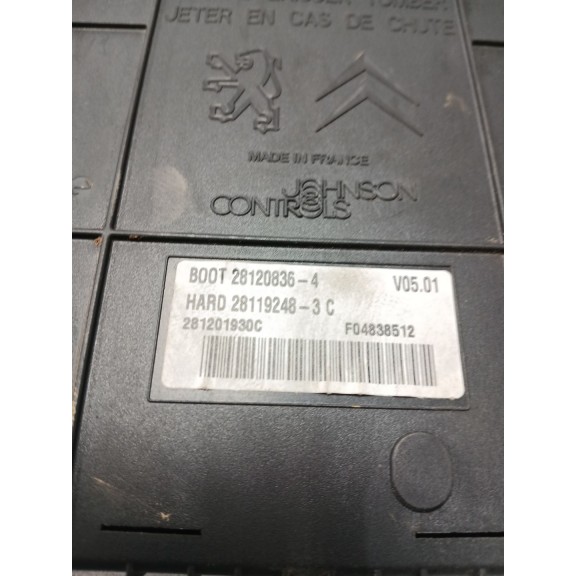 TOMBER
JETER EN CAS DE CHUTE
MADE IN FRANCE
JOHNSON
CONTROLS
BOOT 28120836-4 V05.01
HARD 28119248-3 C
281201930C F04838512